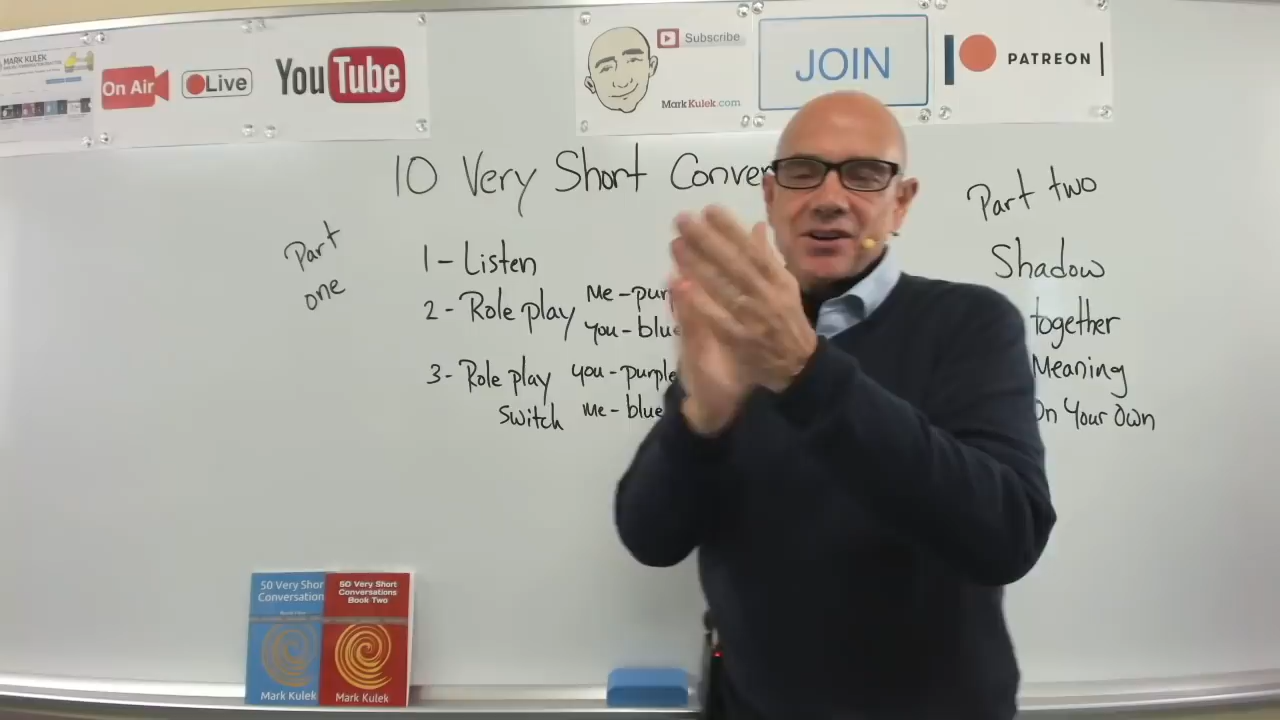 MARK KULEK
On Air
Live
YouTube
Subscribe
MarkKulek.com
JOIN
PATREON
10 Very Short Conver
Part one
1- Listen
2- Role play Me - pur
You - blue
3- Role play You - purple
Switch Me - blue
Part two
Shadow
together
Meaning
On Your Own
50 Very Shor
Conversation
Mark Kulek
50 Very Short
Conversations
Book Two
Mark Kulek